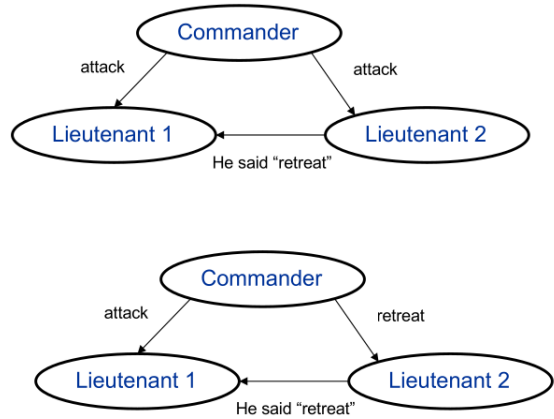 Commander
attack
attack
Lieutenant 1
Lieutenant 2
He said “retreat”
Commander
attack
retreat
Lieutenant 1
Lieutenant 2
He said “retreat”